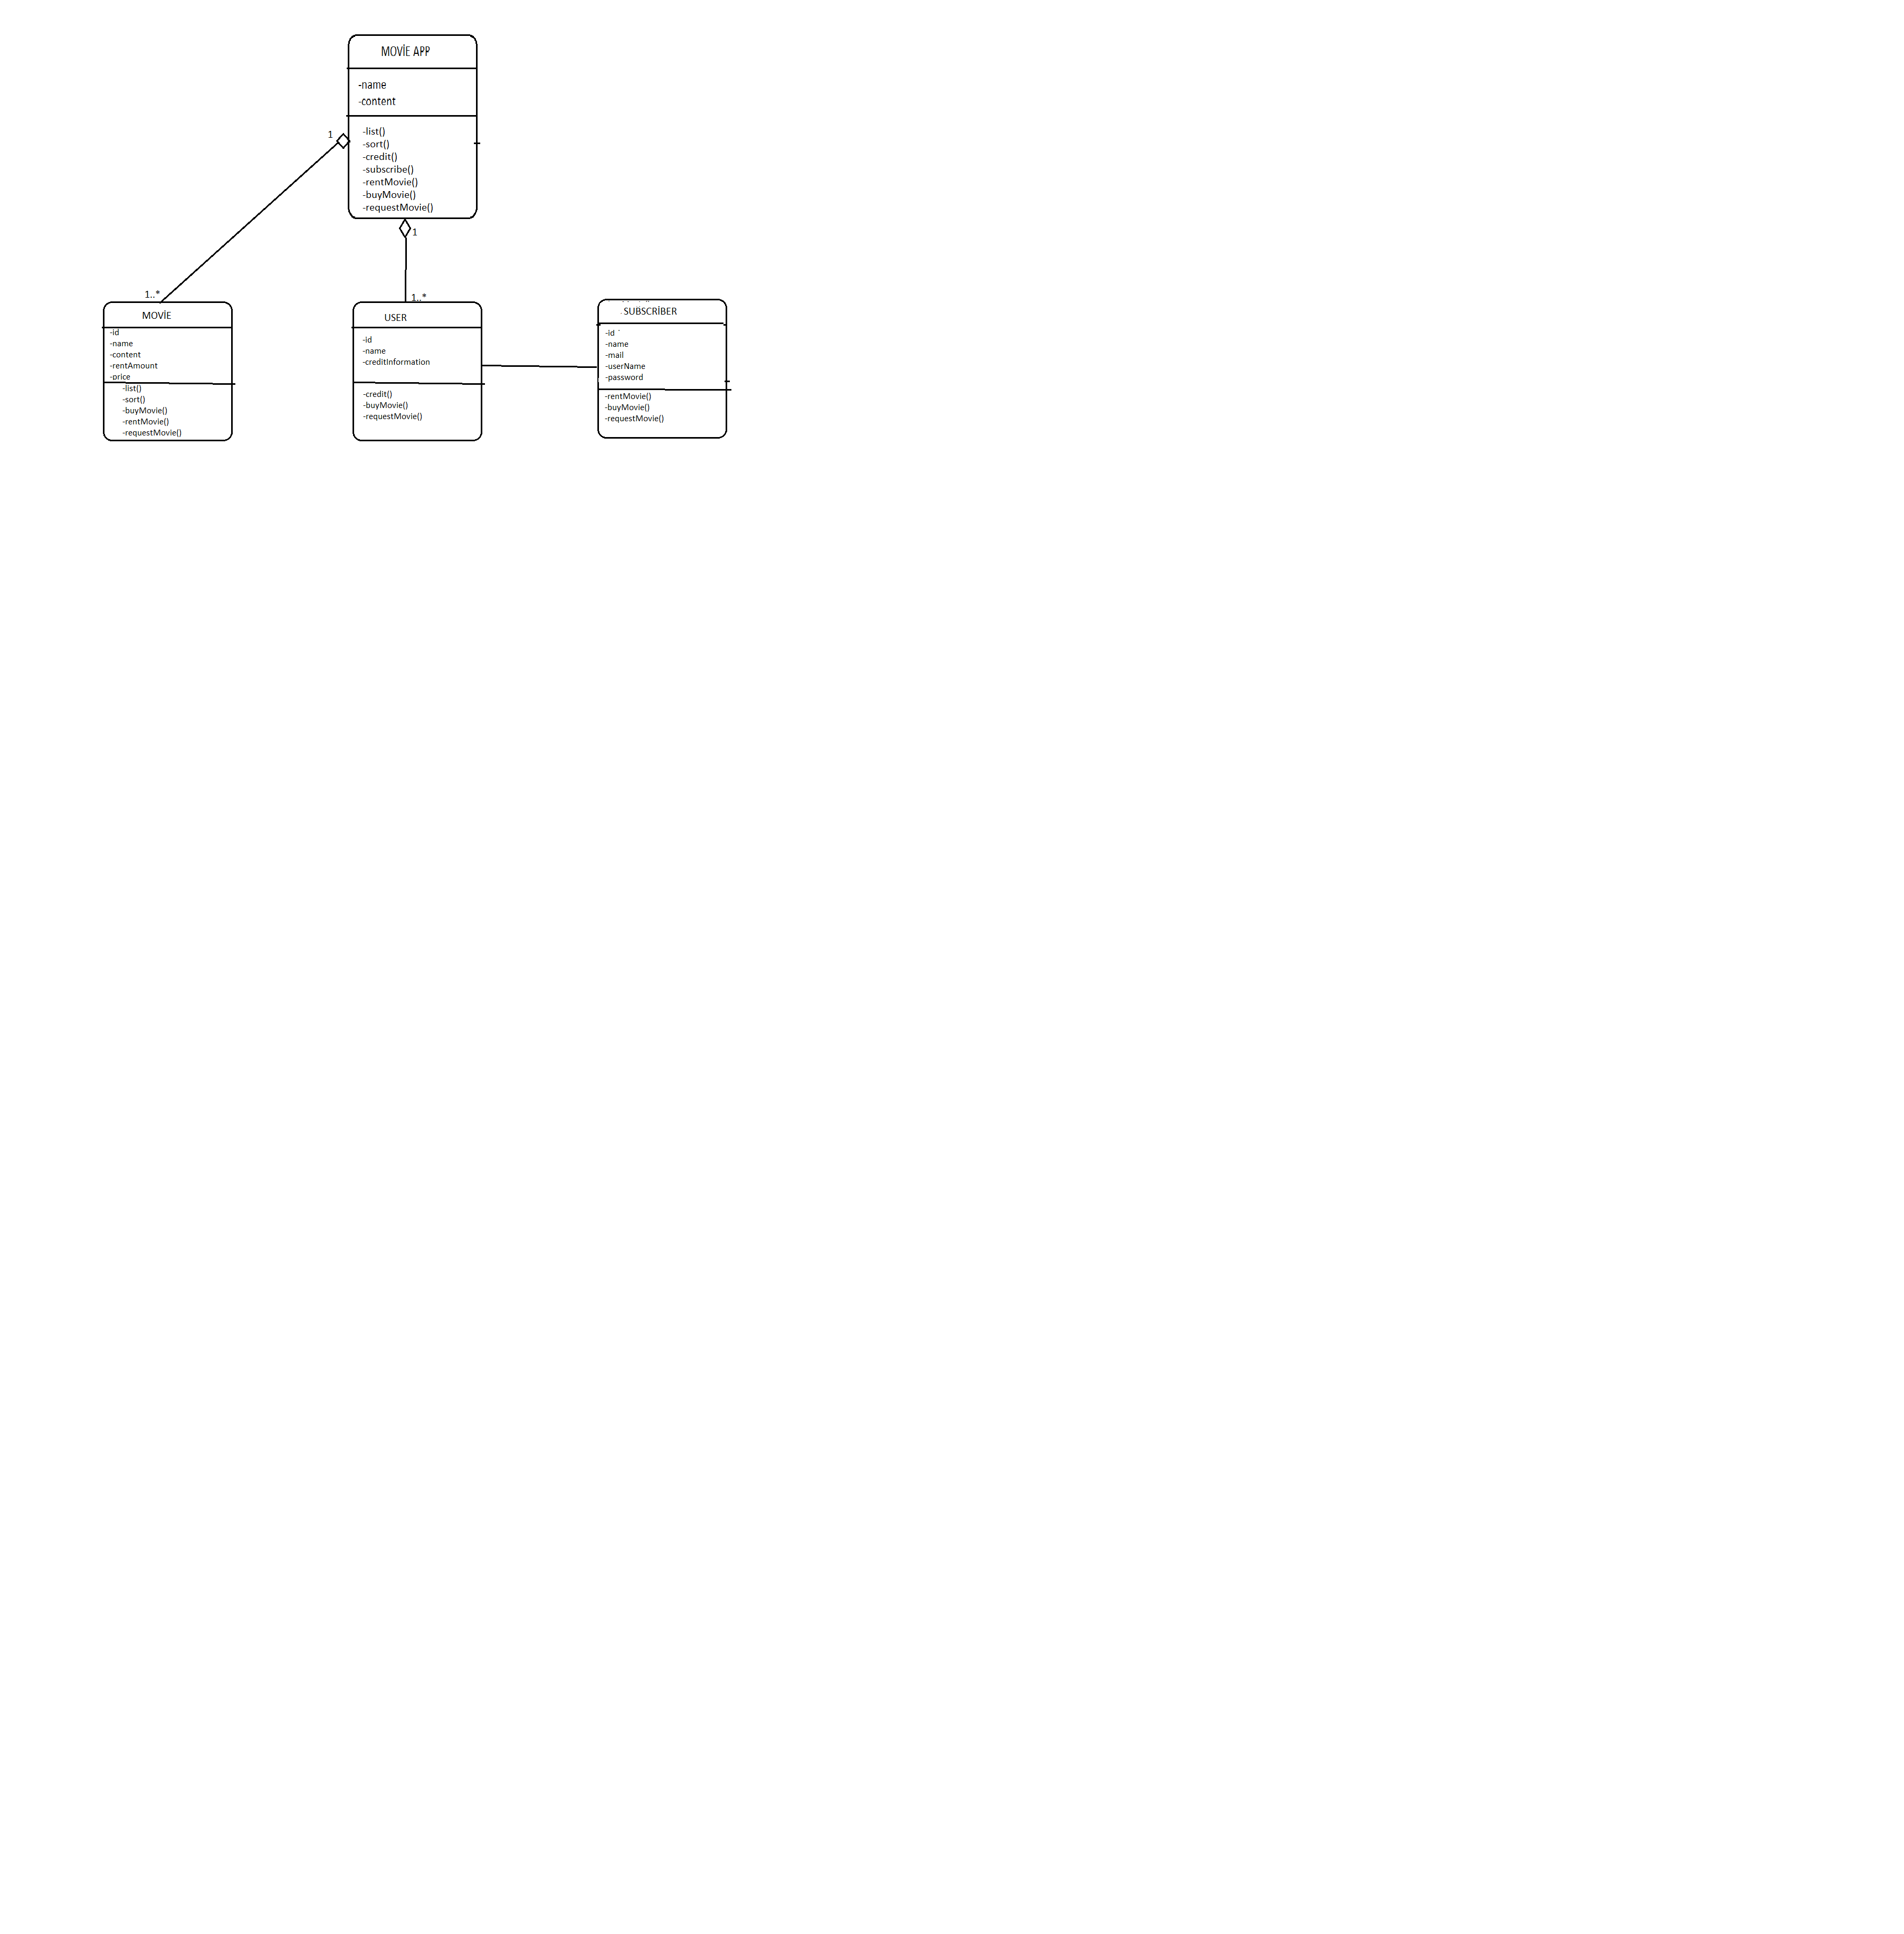 MOVİE APP
-name
-content
-list()
-sort()
-credit()
-subscribe()
-rentMovie()
-buyMovie()
-requestMovie()
1
1
1..*
MOVİE
-id
-name
-content
-rentAmount
-price
-list()
-sort()
-buyMovie()
-rentMovie()
-requestMovie()
1..*
USER
-id
-name
-creditInformation
-credit()
-buyMovie()
-requestMovie()
SUBSCRİBER
-id
-name
-mail
-userName
-password
-rentMovie()
-buyMovie()
-requestMovie()